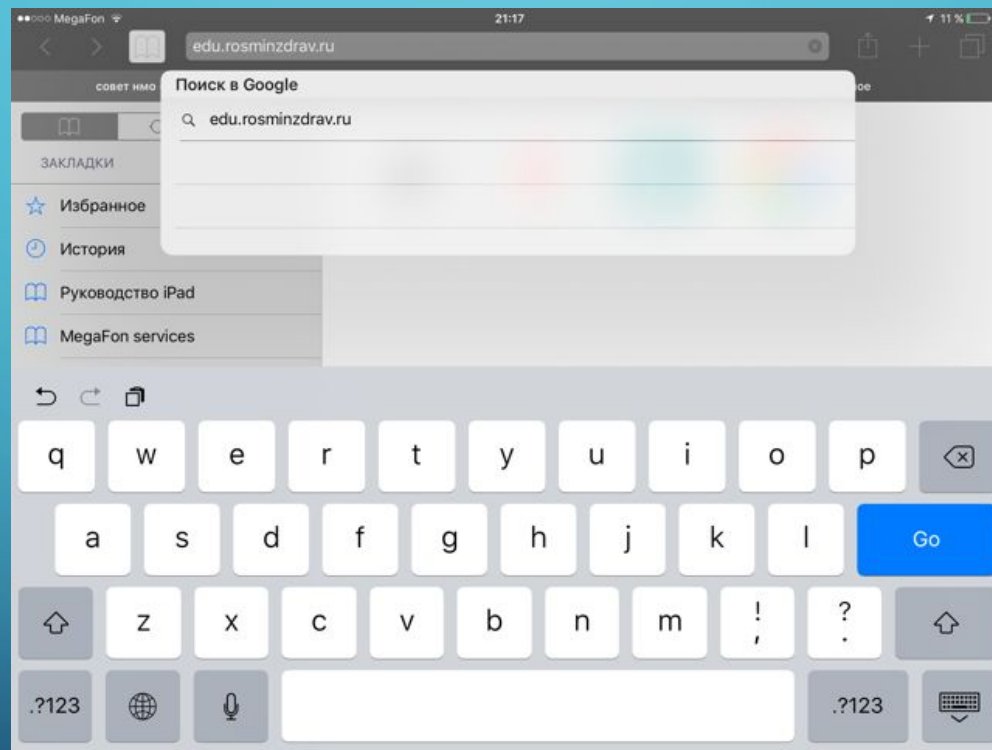 MegaFon 21:17 11 %
edu.rosminzdrav.ru
совет нмо
Поиск в Google
edu.rosminzdrav.ru
ЗАКЛАДКИ
Избранное
История
Руководство iPad
MegaFon services
q w e r t y u i o p
a s d f g h j k l Go
z x c v b n m ! , ? .
.?123 .?123